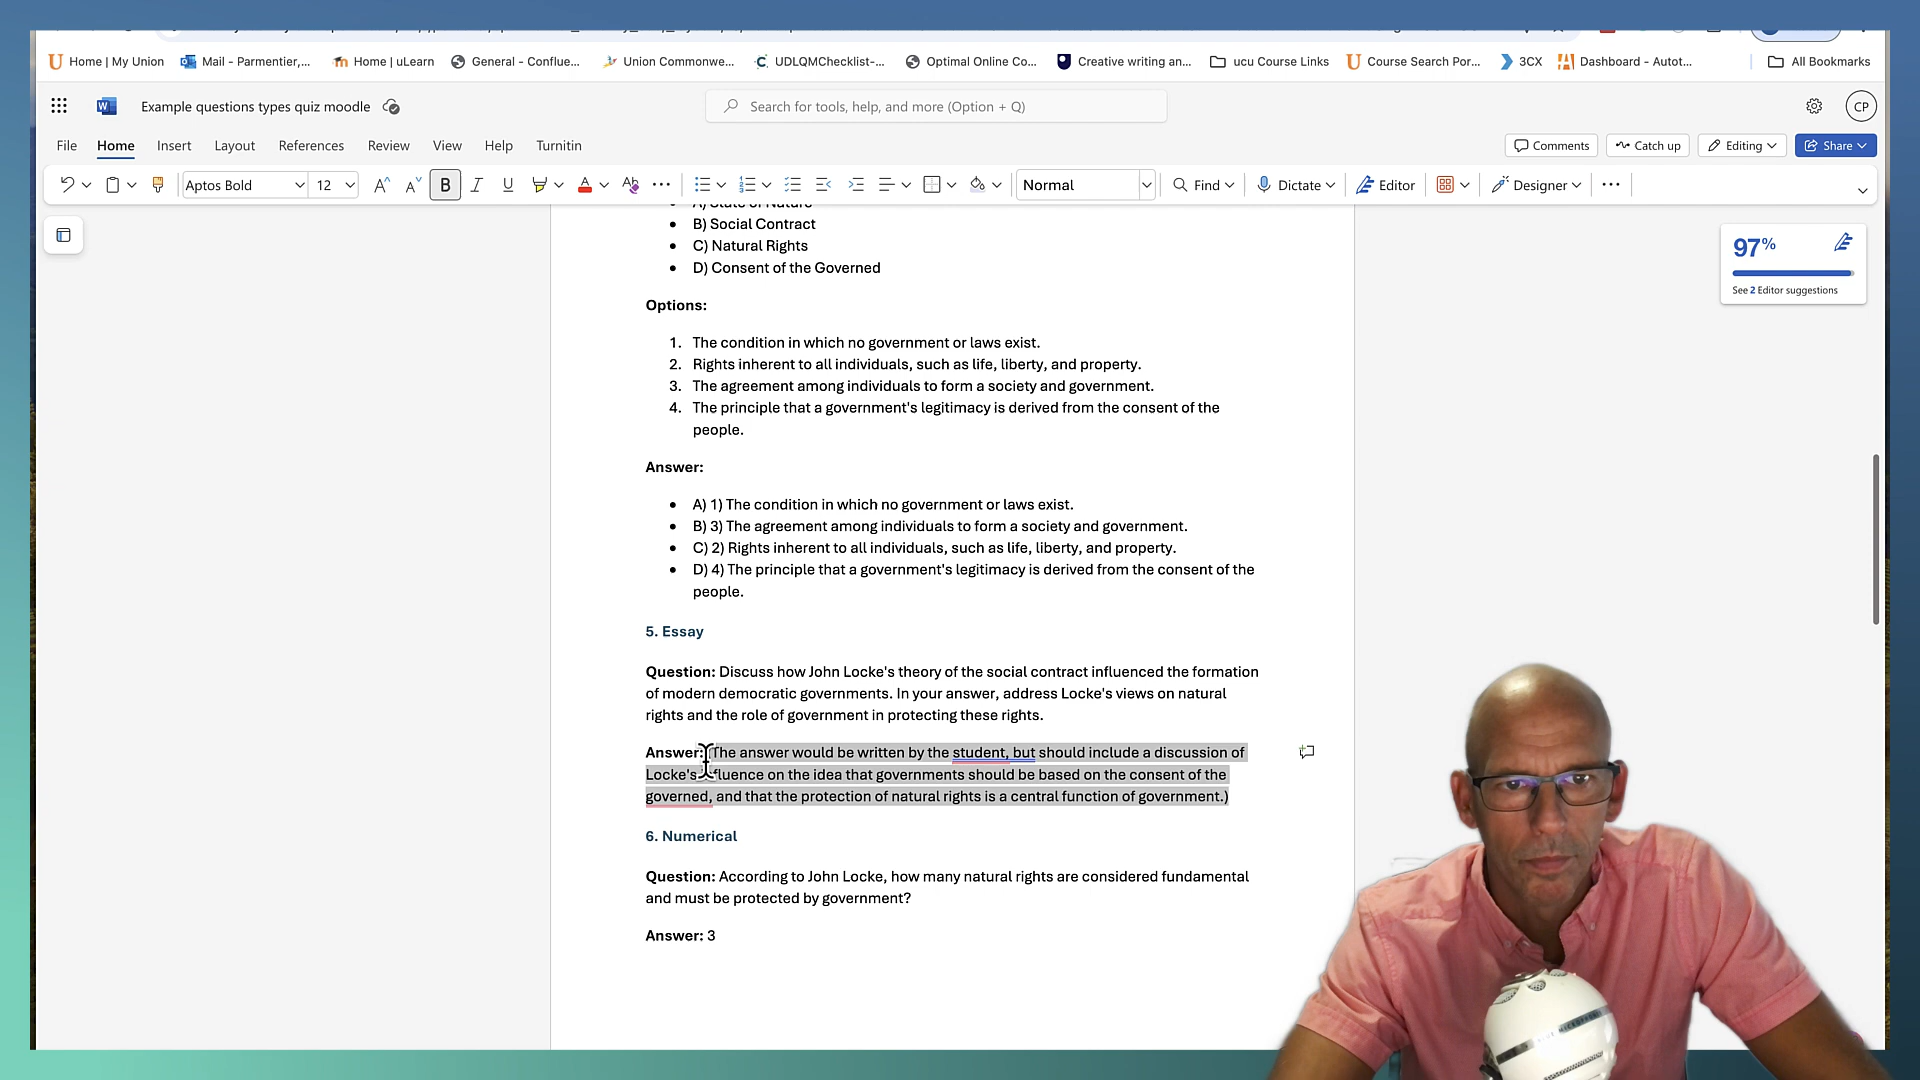 Home | My Union
Mail - Parmentier,...
Home | uLearn
General - Conflue...
Union Commonwe...
UDLQMChecklist-...
Optimal Online Co...
Creative writing an...
ucu Course Links
Course Search Por...
3CX
Dashboard - Autot...
All Bookmarks
Example questions types quiz moodle
Search for tools, help, and more (Option + Q)
CP
File Home Insert Layout References Review View Help Turnitin
Comments Catch up Editing Share
Aptos Bold 12 B I U Normal Find Dictate Editor Designer
A) State of Nature
B) Social Contract
C) Natural Rights
D) Consent of the Governed
97%
See 2 Editor suggestions
Options:
1. The condition in which no government or laws exist.
2. Rights inherent to all individuals, such as life, liberty, and property.
3. The agreement among individuals to form a society and government.
4. The principle that a government's legitimacy is derived from the consent of the
people.
Answer:
A) 1) The condition in which no government or laws exist.
B) 3) The agreement among individuals to form a society and government.
C) 2) Rights inherent to all individuals, such as life, liberty, and property.
D) 4) The principle that a government's legitimacy is derived from the consent of the
people.
5. Essay
Question: Discuss how John Locke's theory of the social contract influenced the formation
of modern democratic governments. In your answer, address Locke's views on natural
rights and the role of government in protecting these rights.
Answer: (The answer would be written by the student, but should include a discussion of
Locke's influence on the idea that governments should be based on the consent of the
governed, and that the protection of natural rights is a central function of government.)
6. Numerical
Question: According to John Locke, how many natural rights are considered fundamental
and must be protected by government?
Answer: 3